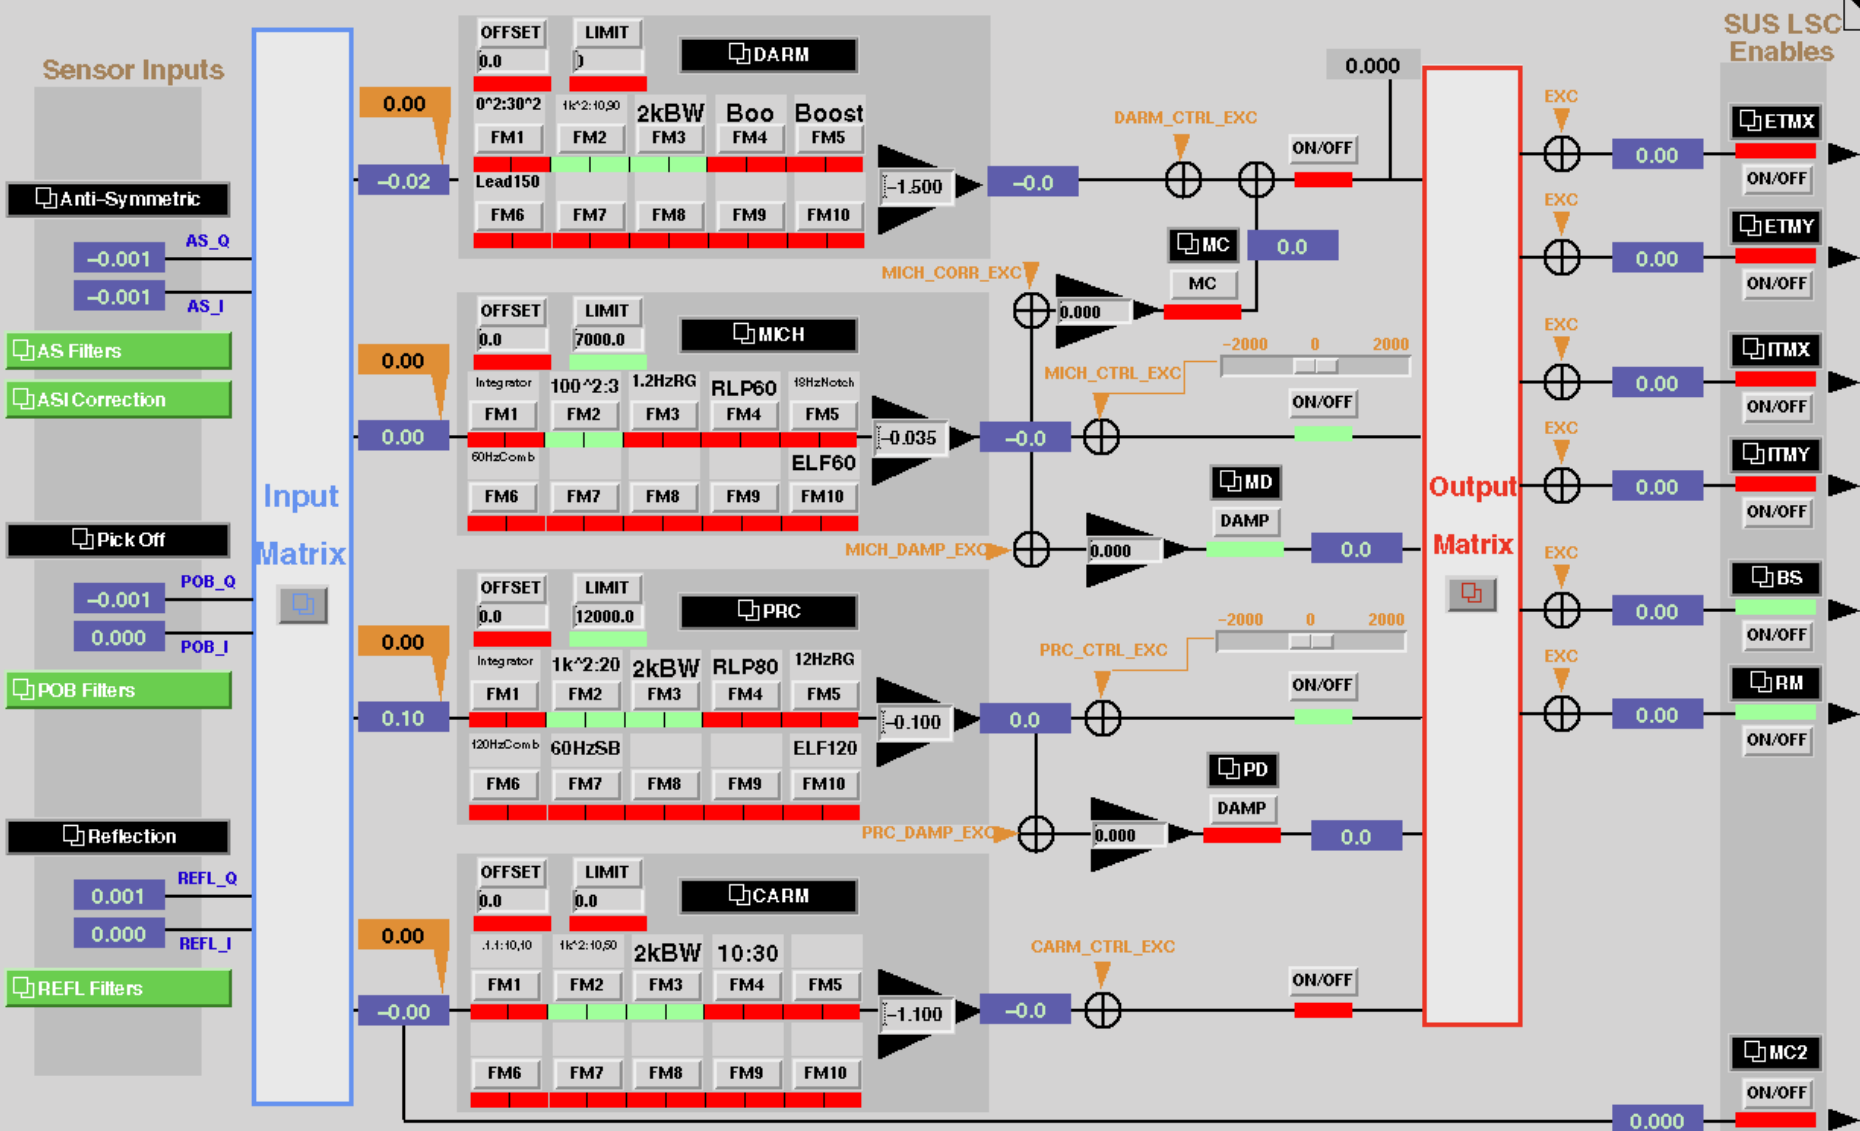 SUS LSC
Enables
Sensor Inputs
Input
Matrix
Anti-Symmetric
AS_Q
-0.001
-0.001
AS_I
AS Filters
ASI Correction
Pick Off
POB_Q
-0.001
0.000
POB_I
POB Filters
Reflection
REFL_Q
0.001
0.000
REFL_I
REFL Filters
0.00
-0.02
OFFSET
LIMIT
DARM
0.0
0^2:30^2
1k^2:10,90
2kBW
Boo
Boost
FM1
FM2
FM3
FM4
FM5
Lead150
FM6
FM7
FM8
FM9
FM10
-1.500
-0.0
DARM_CTRL_EXC
ON/OFF
0.000
MC
0.0
MC
MICH_CORR_EXC
0.000
0.00
0.00
OFFSET
LIMIT
MICH
0.0
7000.0
Integrator
100^2:3
1.2HzRG
RLP60
18HzNotch
FM1
FM2
FM3
FM4
FM5
60HzComb
ELF60
FM6
FM7
FM8
FM9
FM10
-0.035
-0.0
MICH_CTRL_EXC
-2000
0
2000
ON/OFF
MD
DAMP
MICH_DAMP_EXC
0.000
0.0
0.00
0.10
OFFSET
LIMIT
PRC
0.0
12000.0
Integrator
1k^2:20
2kBW
RLP80
12HzRG
FM1
FM2
FM3
FM4
FM5
120HzComb
60HzSB
ELF120
FM6
FM7
FM8
FM9
FM10
-0.100
0.0
PRC_CTRL_EXC
-2000
0
2000
ON/OFF
PD
DAMP
PRC_DAMP_EXC
0.000
0.0
0.00
-0.00
OFFSET
LIMIT
CARM
0.0
0.0
1k^2:10,50
2kBW
10:30
FM1
FM2
FM3
FM4
FM5
FM6
FM7
FM8
FM9
FM10
-1.100
-0.0
CARM_CTRL_EXC
ON/OFF
Output
Matrix
EXC
0.00
ETMX
ON/OFF
EXC
0.00
ETMY
ON/OFF
EXC
0.00
ITMX
ON/OFF
EXC
0.00
ITMY
ON/OFF
EXC
0.00
BS
ON/OFF
EXC
0.00
RM
ON/OFF
MC2
ON/OFF
0.000